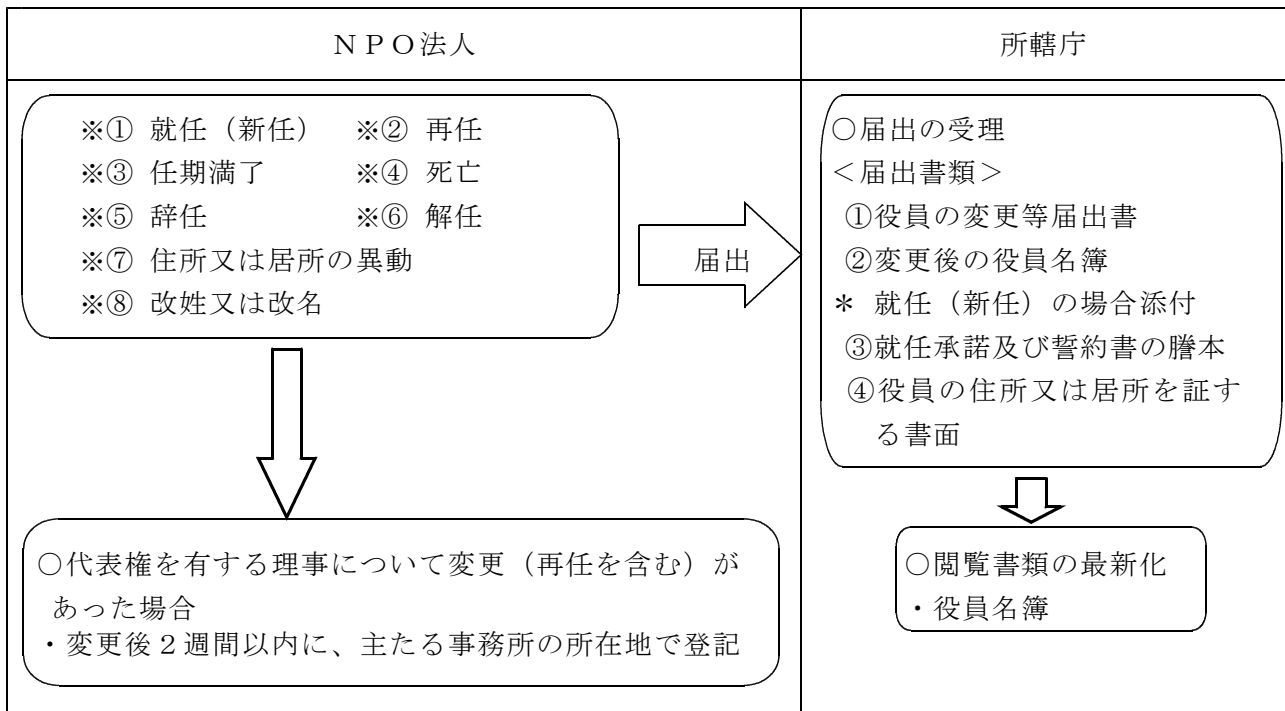 ＮＰＯ法人
所轄庁
※① 就任（新任）　※② 再任
※③ 任期満了　※④ 死亡
※⑤ 辞任　※⑥ 解任
※⑦ 住所又は居所の異動
※⑧ 改姓又は改名
届出
○届出の受理
＜届出書類＞
①役員の変更等届出書
②変更後の役員名簿
＊ 就任（新任）の場合添付
③就任承諾及び誓約書の謄本
④役員の住所又は居所を証す
る書面
○代表権を有する理事について変更（再任を含む）が
あった場合
・変更後２週間以内に、主たる事務所の所在地で登記
○閲覧書類の最新化
・役員名簿